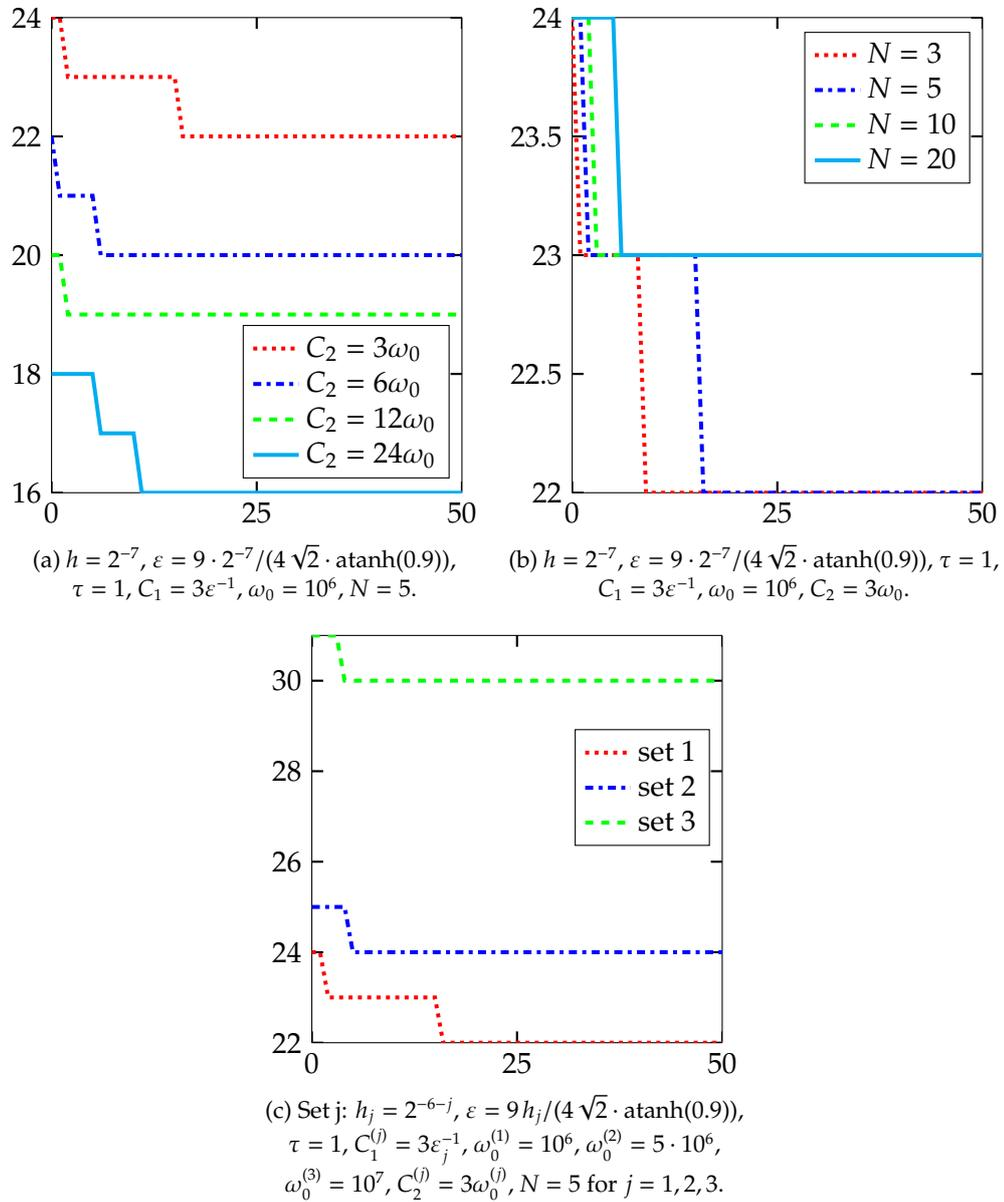 24
22
20
18
16
0
25
50
C₂ = 3ω₀
C₂ = 6ω₀
C₂ = 12ω₀
C₂ = 24ω₀
(a) h = 2⁻⁷, ε = 9 · 2⁻⁷/(4 √2 · atanh(0.9)),
τ = 1, C₁ = 3ε⁻¹, ω₀ = 10⁶, N = 5.
24
23.5
23
22.5
22
0
25
50
N = 3
N = 5
N = 10
N = 20
(b) h = 2⁻⁷, ε = 9 · 2⁻⁷/(4 √2 · atanh(0.9)), τ = 1,
C₁ = 3ε⁻¹, ω₀ = 10⁶, C₂ = 3ω₀.
30
28
26
24
22
0
25
50
set 1
set 2
set 3
(c) Set j: hⱼ = 2⁻⁶⁻ʲ, ε = 9 hⱼ/(4 √2 · atanh(0.9)),
τ = 1, C₁⁽ʲ⁾ = 3εⱼ⁻¹, ω₀⁽¹⁾ = 10⁶, ω₀⁽²⁾ = 5 · 10⁶,
ω₀⁽³⁾ = 10⁷, C₂⁽ʲ⁾ = 3ω₀⁽ʲ⁾, N = 5 for j = 1,2,3.